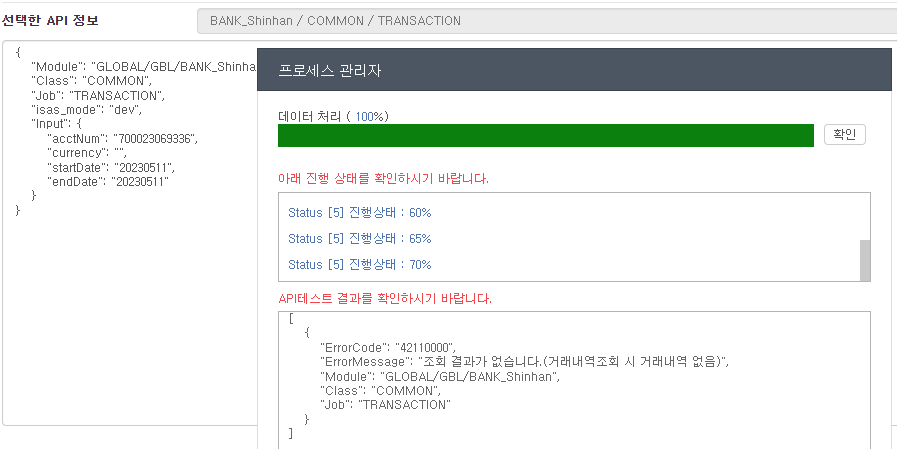 선택한 API 정보
BANK_Shinhan / COMMON / TRANSACTION
{
"Module": "GLOBAL/GBL/BANK_Shinha
"Class": "COMMON",
"Job": "TRANSACTION",
"isas_mode": "dev",
"Input": {
"acctNum": "700023069336",
"currency": "",
"startDate": "20230511",
"endDate": "20230511"
}
}
프로세스 관리자
데이터 처리 ( 100%)
확인
아래 진행 상태를 확인하시기 바랍니다.
Status [5] 진행상태 : 60%
Status [5] 진행상태 : 65%
Status [5] 진행상태 : 70%
API테스트 결과를 확인하시기 바랍니다.
[
{
"ErrorCode": "42110000",
"ErrorMessage": "조회 결과가 없습니다.(거래내역조회 시 거래내역 없음)",
"Module": "GLOBAL/GBL/BANK_Shinhan",
"Class": "COMMON",
"Job": "TRANSACTION"
}
]